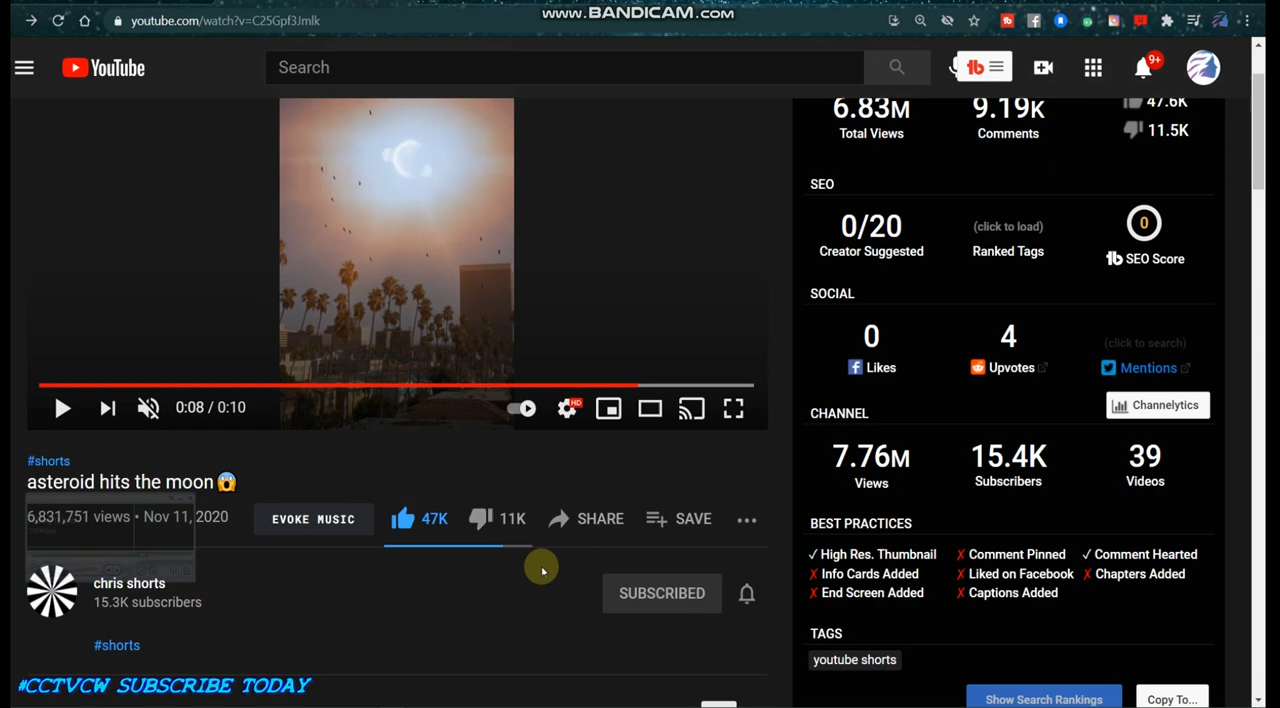 www.BANDICAM.com
youtube.com/watch?v=C25Gpf3Jmlk
YouTube
Search
tb
9+
6.83M
Total Views
9.19K
Comments
47.6K
11.5K
SEO
0/20
Creator Suggested
(click to load)
Ranked Tags
0
tb SEO Score
SOCIAL
0
Likes
4
Upvotes
(click to search)
Mentions
Channelytics
CHANNEL
7.76M
Views
15.4K
Subscribers
39
Videos
BEST PRACTICES
✓ High Res. Thumbnail
✗ Comment Pinned
✓ Comment Hearted
✗ Info Cards Added
✗ Liked on Facebook
✗ Chapters Added
✗ End Screen Added
✗ Captions Added
TAGS
youtube shorts
Show Search Rankings
Copy To...
0:08 / 0:10
HD
#shorts
asteroid hits the moon😱
6,831,751 views • Nov 11, 2020
EVOKE MUSIC
47K
11K
SHARE
SAVE
chris shorts
15.3K subscribers
SUBSCRIBED
#shorts
#CCTVCW SUBSCRIBE TODAY